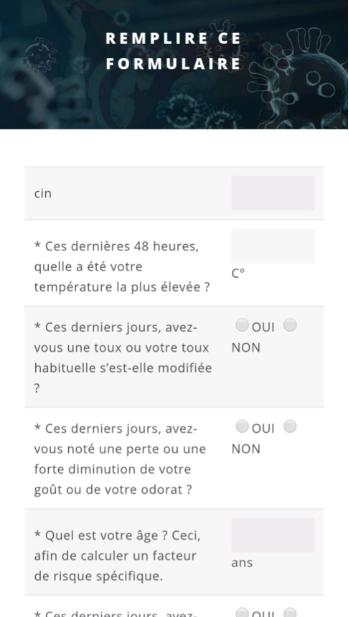 REMPLIRE CE
FORMULAIRE
cin
* Ces dernières 48 heures,
quelle a été votre
température la plus élevée ?
C°
* Ces derniers jours, avez-
vous une toux ou votre toux
habituelle s’est-elle modifiée
?
OUI
NON
* Ces derniers jours, avez-
vous noté une perte ou une
forte diminution de votre
goût ou de votre odorat ?
OUI
NON
* Quel est votre âge ? Ceci,
afin de calculer un facteur
de risque spécifique.
ans
* Ces derniers jours, avez-
OUI